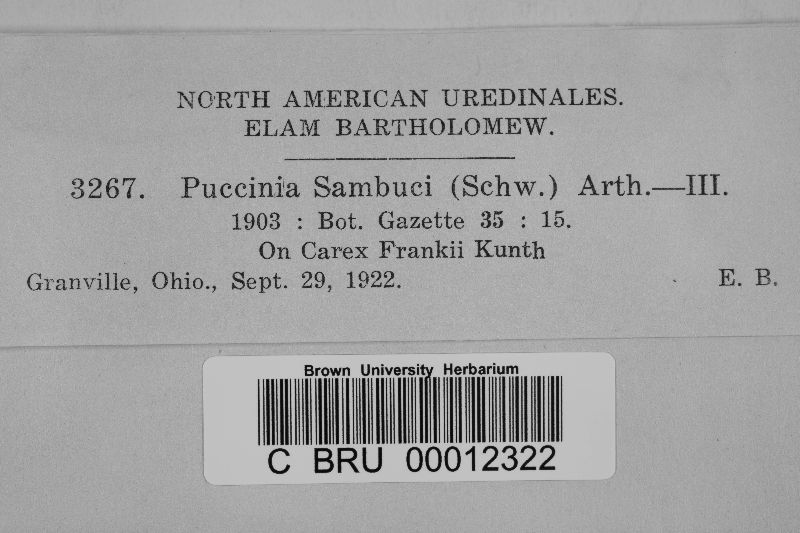 NORTH AMERICAN UREDINALES.
ELAM BARTHOLOMEW.
3267. Puccinia Sambuci (Schw.) Arth.—III.
1903 : Bot. Gazette 35 : 15.
On Carex Frankii Kunth
Granville, Ohio., Sept. 29, 1922. E. B.
Brown University Herbarium
C BRU 00012322